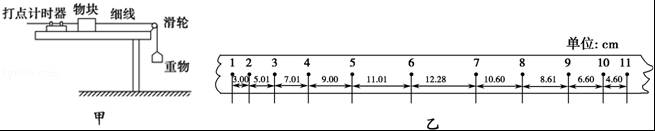 打点计时器 物块 细线
滑轮
重物
甲
单位: cm
1 2 3 4 5 6 7 8 9 10 11
3.00 5.01 7.01 9.00 11.01 12.28 10.60 8.61 6.60 4.60
乙